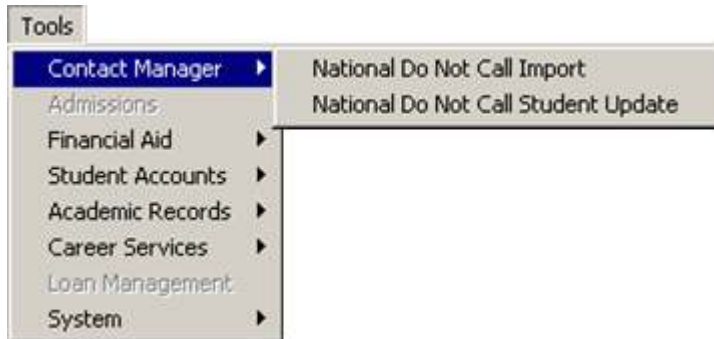 Tools
Contact Manager
National Do Not Call Import
Admissions
National Do Not Call Student Update
Financial Aid
Student Accounts
Academic Records
Career Services
Loan Management
System